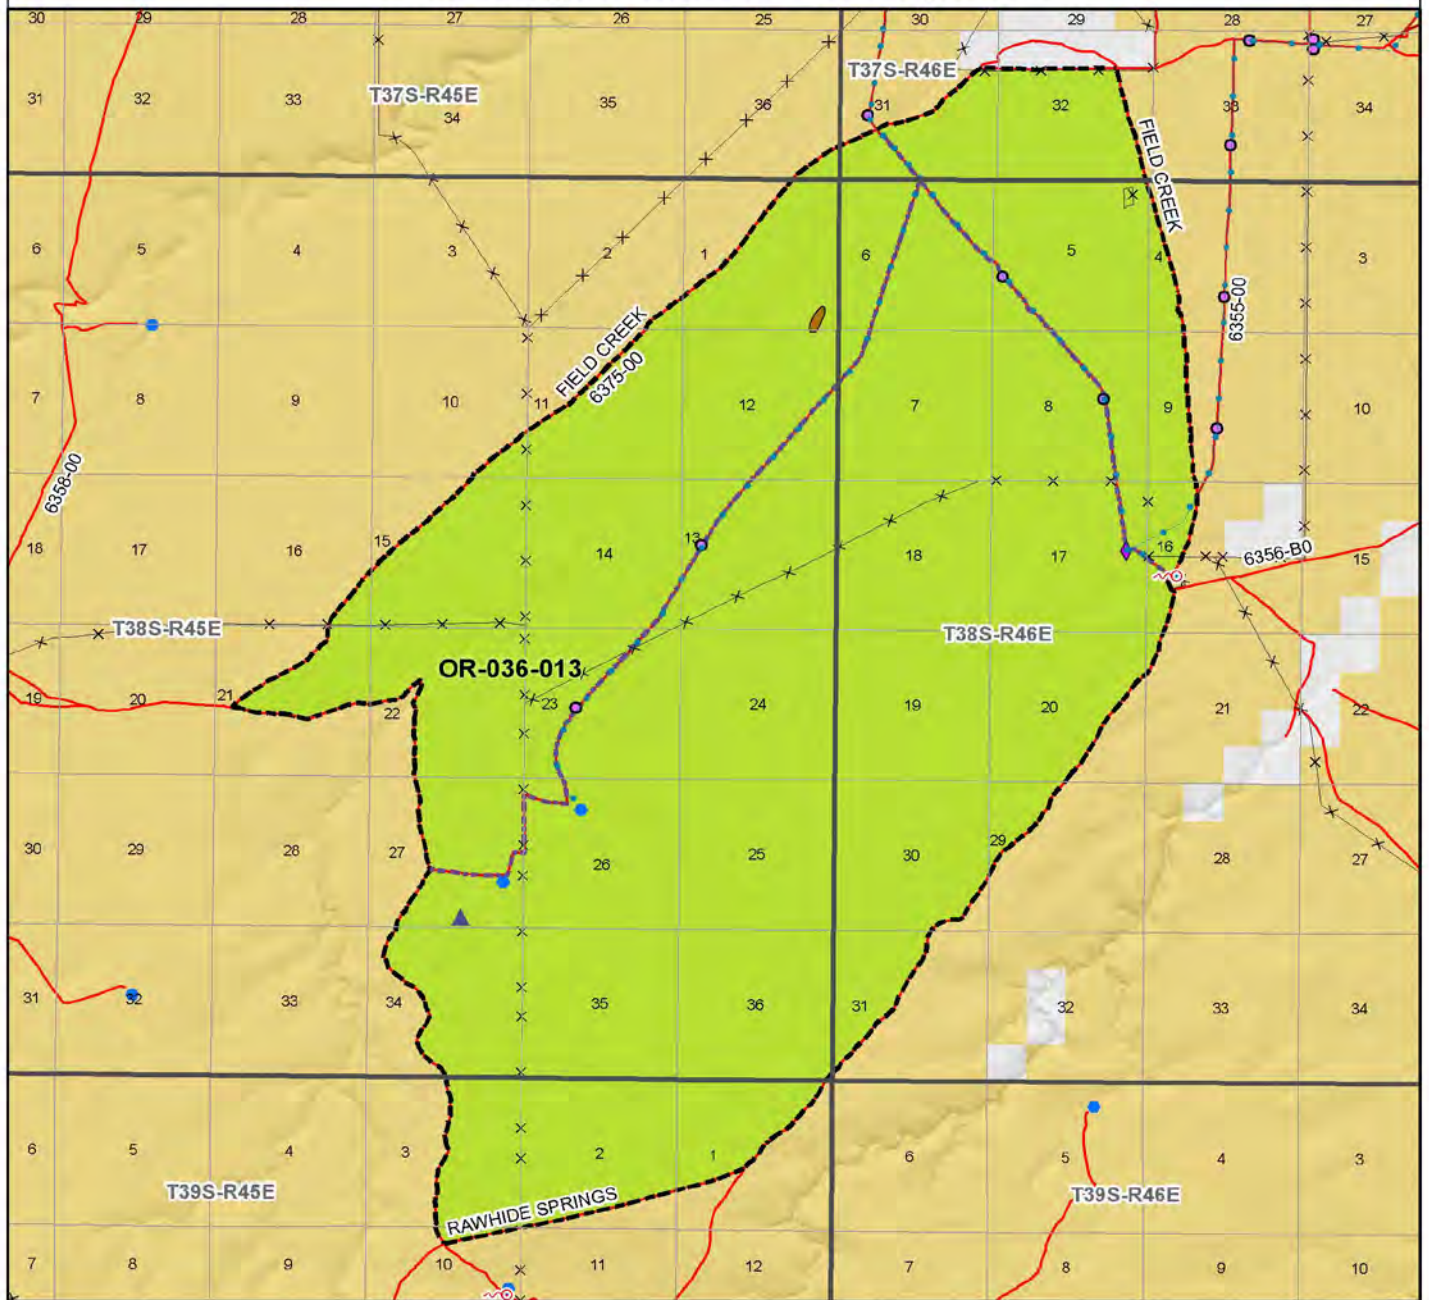 30 29 28 27 26 25 30 29 28 27
T37S-R46E
31 32 33 T37S-R45E 35 36 31 32 33 34
34
FIELD CREEK
6 5 4 3 2 1 6 5 4 3
6355-00
FIELD CREEK
6375-00
7 8 9 10 11 12 7 8 9 10
6358-00
18 17 16 15 14 13 18 17 16 6356-B0 15
T38S-R45E T38S-R46E
OR-036-013
19 20 21 22 23 24 19 20 21 22
30 29 28 27 26 25 30 29 28 27
31 32 33 34 35 36 31 32 33 34
6 5 4 3 2 1 6 5 4 3
T39S-R45E T39S-R46E
RAWHIDE SPRINGS
7 8 9 10 11 12 7 8 9 10